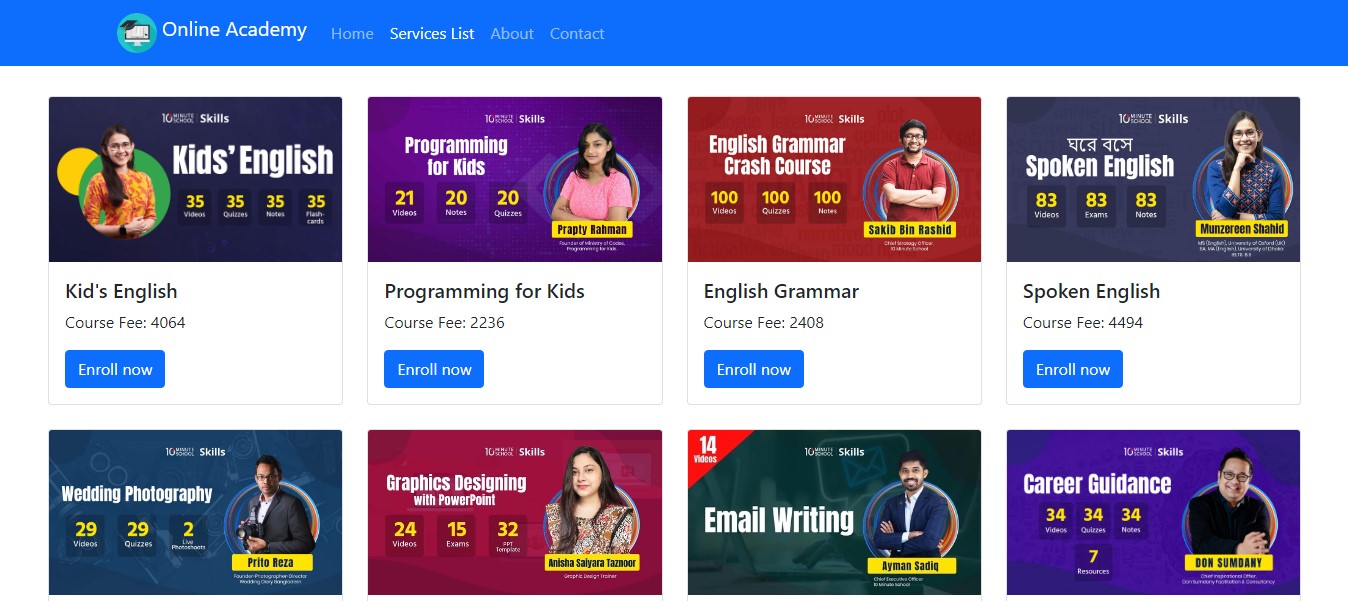 Online Academy
Home Services List About Contact
10 MINUTE SCHOOL Skills
Kids' English
35 Videos
35 Quizzes
35 Notes
35 Flash-cards
10 MINUTE SCHOOL Skills
Programming
for Kids
21 Videos
20 Notes
20 Quizzes
Prapty Rahman
Founder of Ministry of Codes,
Programming for Kids
10 MINUTE SCHOOL Skills
English Grammar
Crash Course
100 Videos
100 Quizzes
100 Notes
Sakib Bin Rashid
Chief Strategy Officer,
10 Minute School
10 MINUTE SCHOOL Skills
ঘরে বসে
Spoken English
83 Videos
83 Exams
83 Notes
Munzereen Shahid
MS (English), University of Oxford (UK)
BA, MA (English), University of Dhaka
IELTS: 8.5
Kid's English
Course Fee: 4064
Enroll now
Programming for Kids
Course Fee: 2236
Enroll now
English Grammar
Course Fee: 2408
Enroll now
Spoken English
Course Fee: 4494
Enroll now
10 MINUTE SCHOOL Skills
Wedding Photography
29 Videos
29 Quizzes
2 Live Photoshoots
Prito Reza
Founder-Photographer-Director
Wedding Diary Bangladesh
10 MINUTE SCHOOL Skills
Graphics Designing
with PowerPoint
24 Videos
15 Exams
32 PPT Template
Anisha Saiyara Taznoor
Graphic Design Trainer
14 Videos
10 MINUTE SCHOOL Skills
Email Writing
Ayman Sadiq
Chief Executive Officer
10 Minute School
10 MINUTE SCHOOL Skills
Career Guidance
34 Videos
34 Quizzes
34 Notes
7 Resources
DON SUMDANY
Chief Inspirational Officer,
Don Sumdany Facilitation & Consultancy